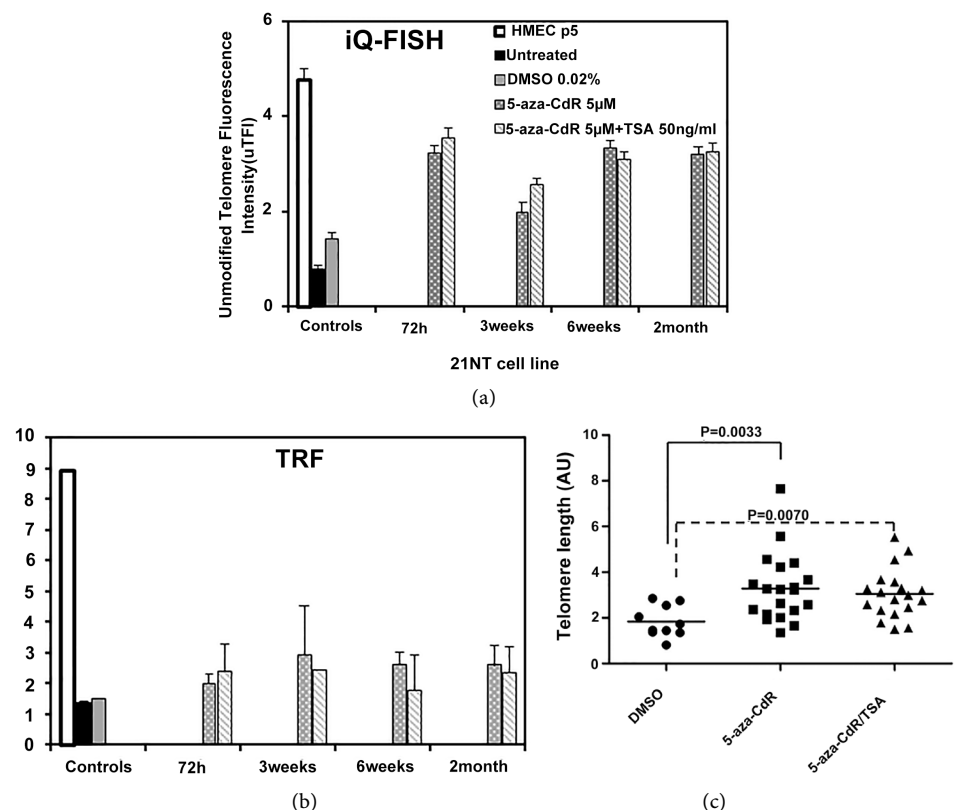 (a)
6
iQ-FISH
HMEC p5
Untreated
DMSO 0.02%
5-aza-CdR 5µM
5-aza-CdR 5µM+TSA 50ng/ml
Unmodified Telomere Fluorescence
Intensity(uTFI)
4
2
0
Controls 72h 3weeks 6weeks 2month
21NT cell line
(a)
10
TRF
9
8
7
6
5
4
3
2
1
0
Controls 72h 3weeks 6weeks 2month
(b)
Telomere length (AU)
10
P=0.0033
8
6
P=0.0070
4
2
0
DMSO
5-aza-CdR
5-aza-CdR/TSA
(c)